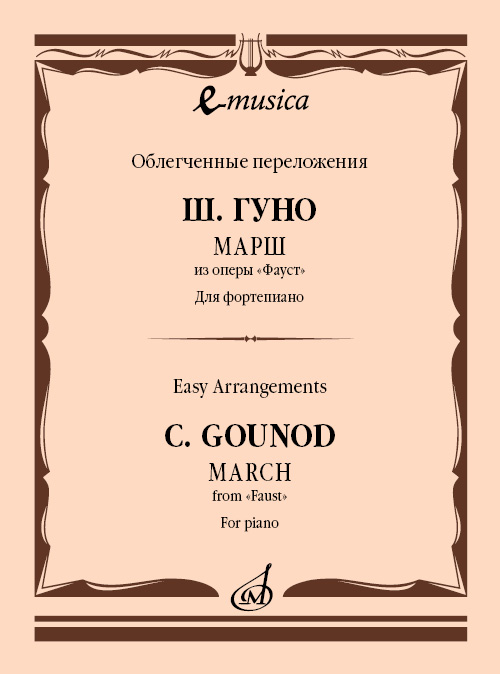 e-musica
Облегченные переложения
Ш. ГУНО
МАРШ
из оперы «Фауст»
Для фортепиано
Easy Arrangements
C. GOUNOD
MARCH
from «Faust»
For piano
М